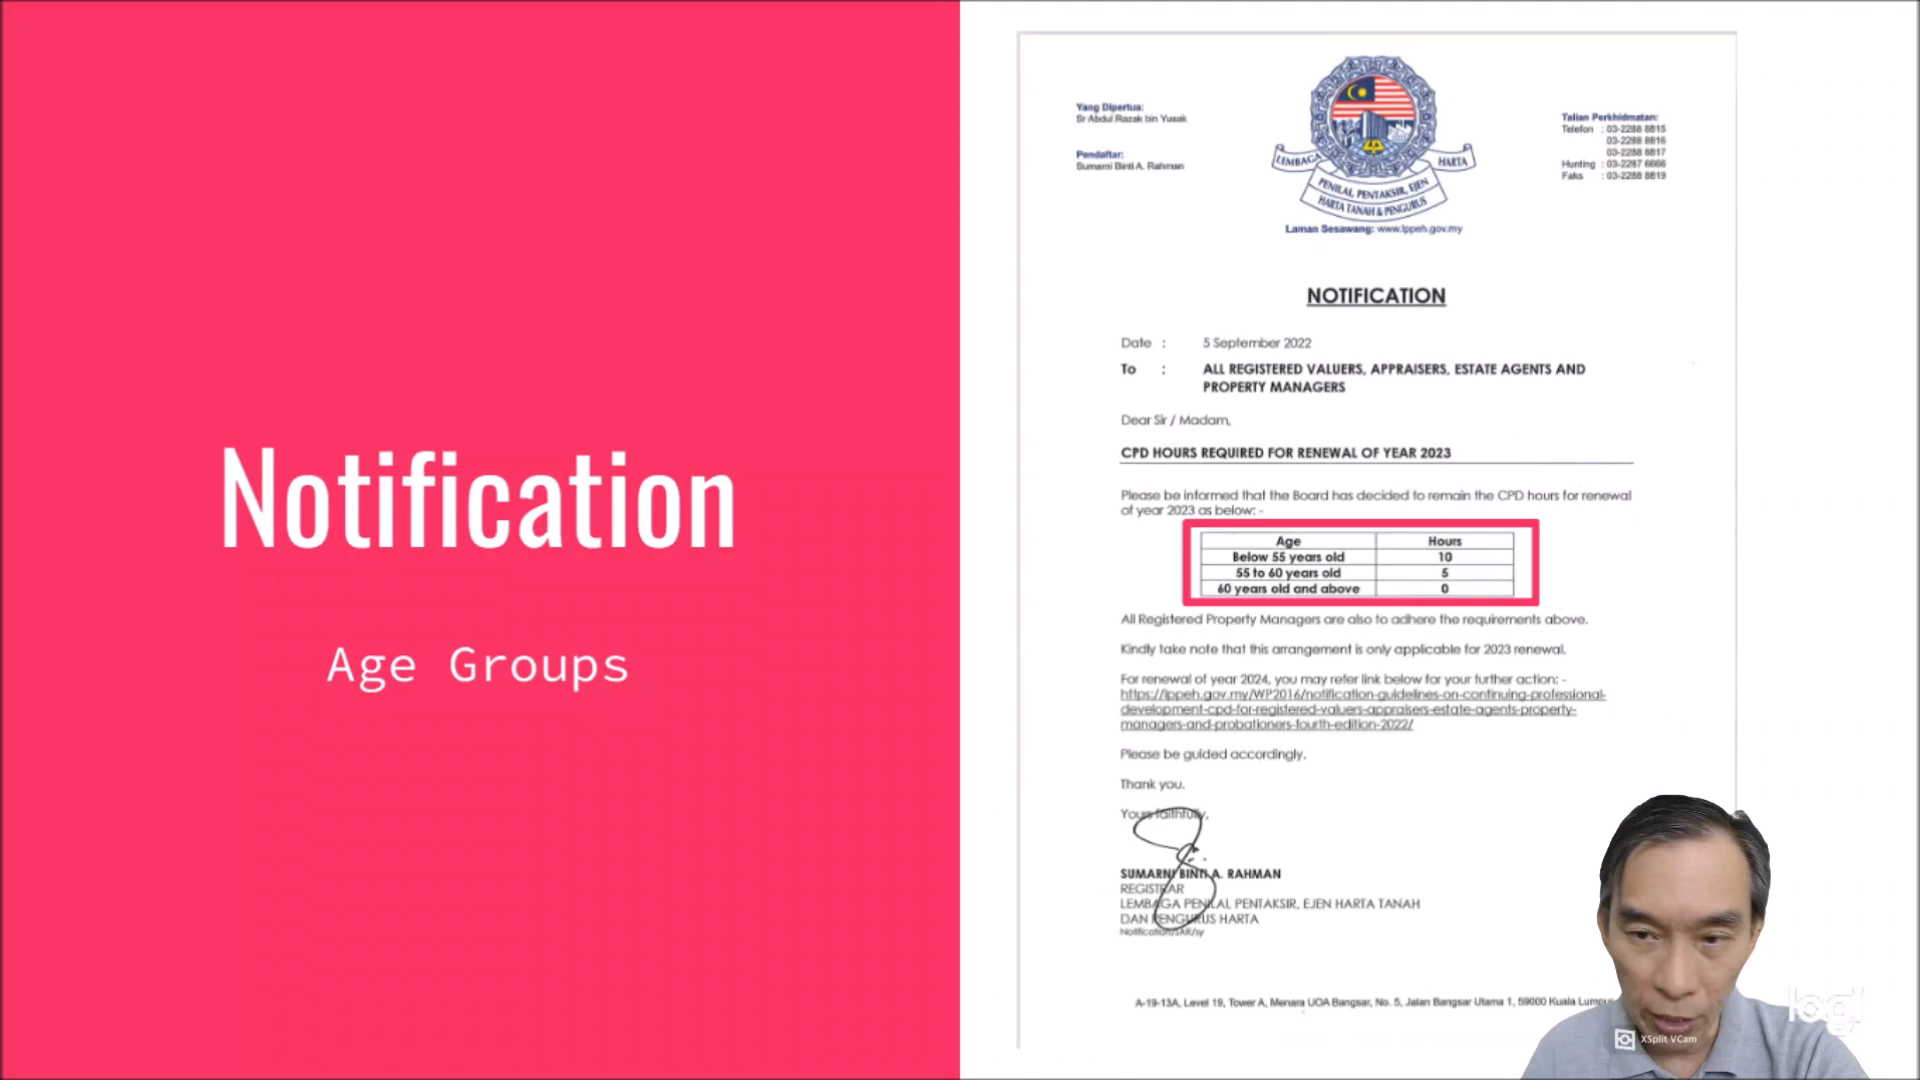 Notification
Age Groups
Yang Dipertua:
Sr Abdul Razak bin Yusak
Pendaftar:
Sumarni Binti A. Rahman
LEMBAGA
HARTA
PENILAI, PENTAKSIR, EJEN
HARTA TANAH & PENGURUS
Laman Sesawang: www.lppeh.gov.my
Talian Perkhidmatan:
Telefon : 03-2288 8815
03-2288 8816
03-2288 8817
Hunting : 03-2287 6666
Faks : 03-2288 8819
NOTIFICATION
Date : 5 September 2022
To : ALL REGISTERED VALUERS, APPRAISERS, ESTATE AGENTS AND
PROPERTY MANAGERS
Dear Sir / Madam,
CPD HOURS REQUIRED FOR RENEWAL OF YEAR 2023
Please be informed that the Board has decided to remain the CPD hours for renewal
of year 2023 as below: -
Age Hours
Below 55 years old 10
55 to 60 years old 5
60 years old and above 0
All Registered Property Managers are also to adhere the requirements above.
Kindly take note that this arrangement is only applicable for 2023 renewal.
For renewal of year 2024, you may refer link below for your further action: -
https://lppeh.gov.my/WP2016/notification-guidelines-on-continuing-professional-
development-cpd-for-registered-valuers-appraisers-estate-agents-property-
managers-and-probationers-fourth-edition-2022/
Please be guided accordingly.
Thank you.
Yours faithfully,
SUMARNI BINTI A. RAHMAN
REGISTRAR
LEMBAGA PENILAI, PENTAKSIR, EJEN HARTA TANAH
DAN PENGURUS HARTA
Notification/SAR/sy
A-19-13A, Level 19, Tower A, Menara UOA Bangsar, No. 5, Jalan Bangsar Utama 1, 59000 Kuala Lumpu
logi
XSplit VCam